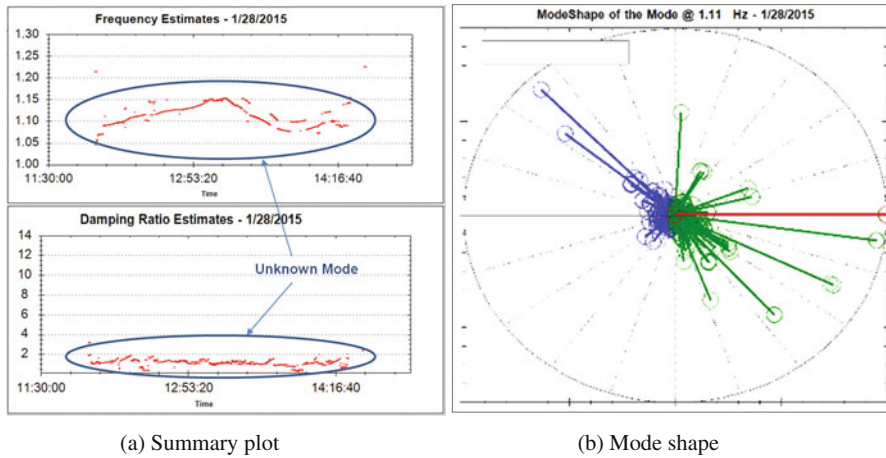 Frequency Estimates - 1/28/2015
1.30
1.25
1.20
1.15
1.10
1.05
1.00
11:30:00 12:53:20 14:16:40
Time
Damping Ratio Estimates - 1/28/2015
14
12
10
8
6
4
2
Unknown Mode
11:30:00 12:53:20 14:16:40
Time
ModeShape of the Mode @ 1.11 Hz - 1/28/2015
(a) Summary plot
(b) Mode shape